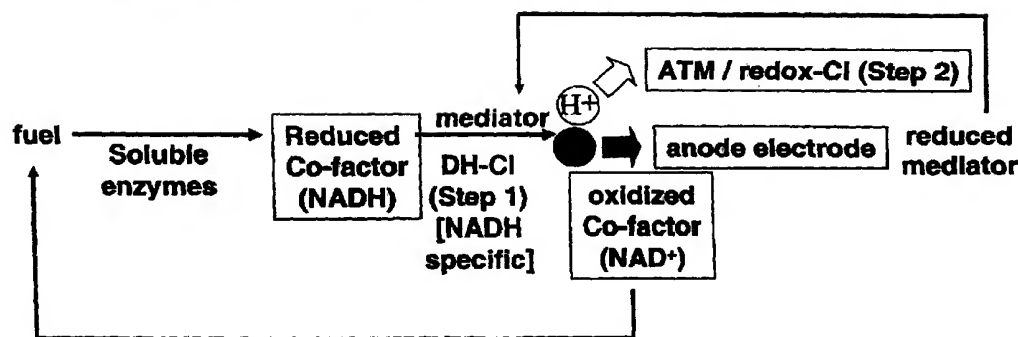 ATM / redox-CI (Step 2)
H+
fuel
Soluble
enzymes
Reduced
Co-factor
(NADH)
mediator
DH-CI
(Step 1)
[NADH
specific]
anode electrode
reduced
mediator
oxidized
Co-factor
(NAD+)